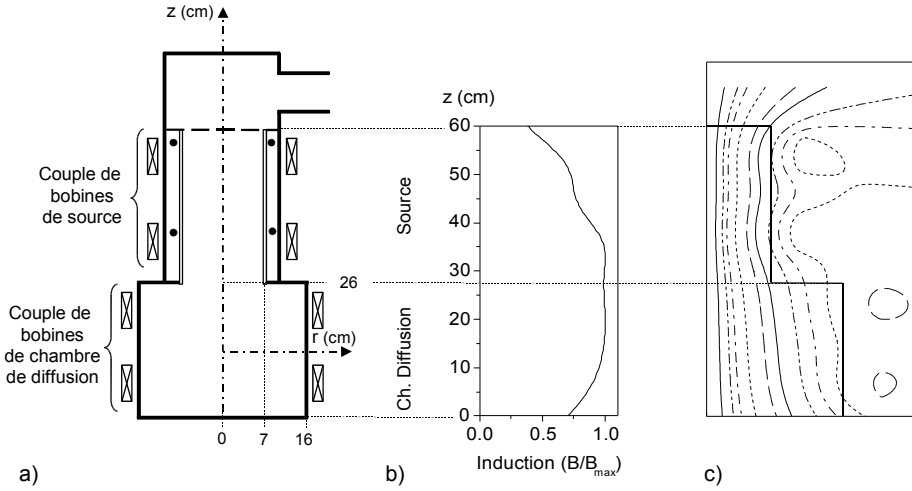 z (cm)
Couple de
bobines
de source
Couple de
bobines
de chambre
de diffusion
26
r (cm)
0
7
16
a)
z (cm)
60
50
40
30
20
10
0
Source
Ch. Diffusion
0.0
0.5
1.0
Induction (B/Bmax)
b)
c)